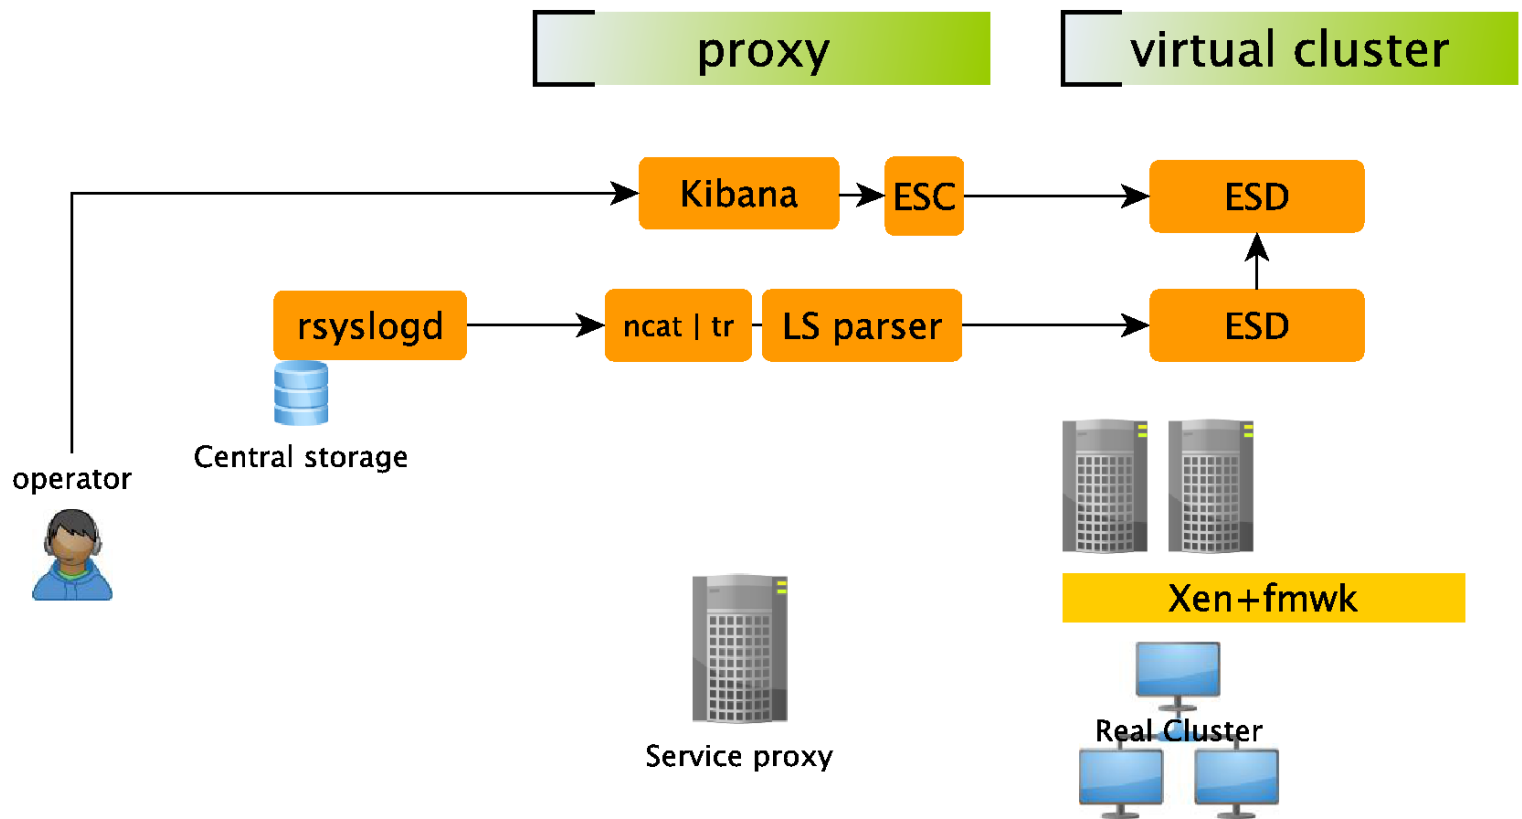 proxy
virtual cluster
Kibana
ESC
ESD
rsyslogd
ncat | tr
LS parser
ESD
Central storage
operator
Xen+fmwk
Real Cluster
Service proxy